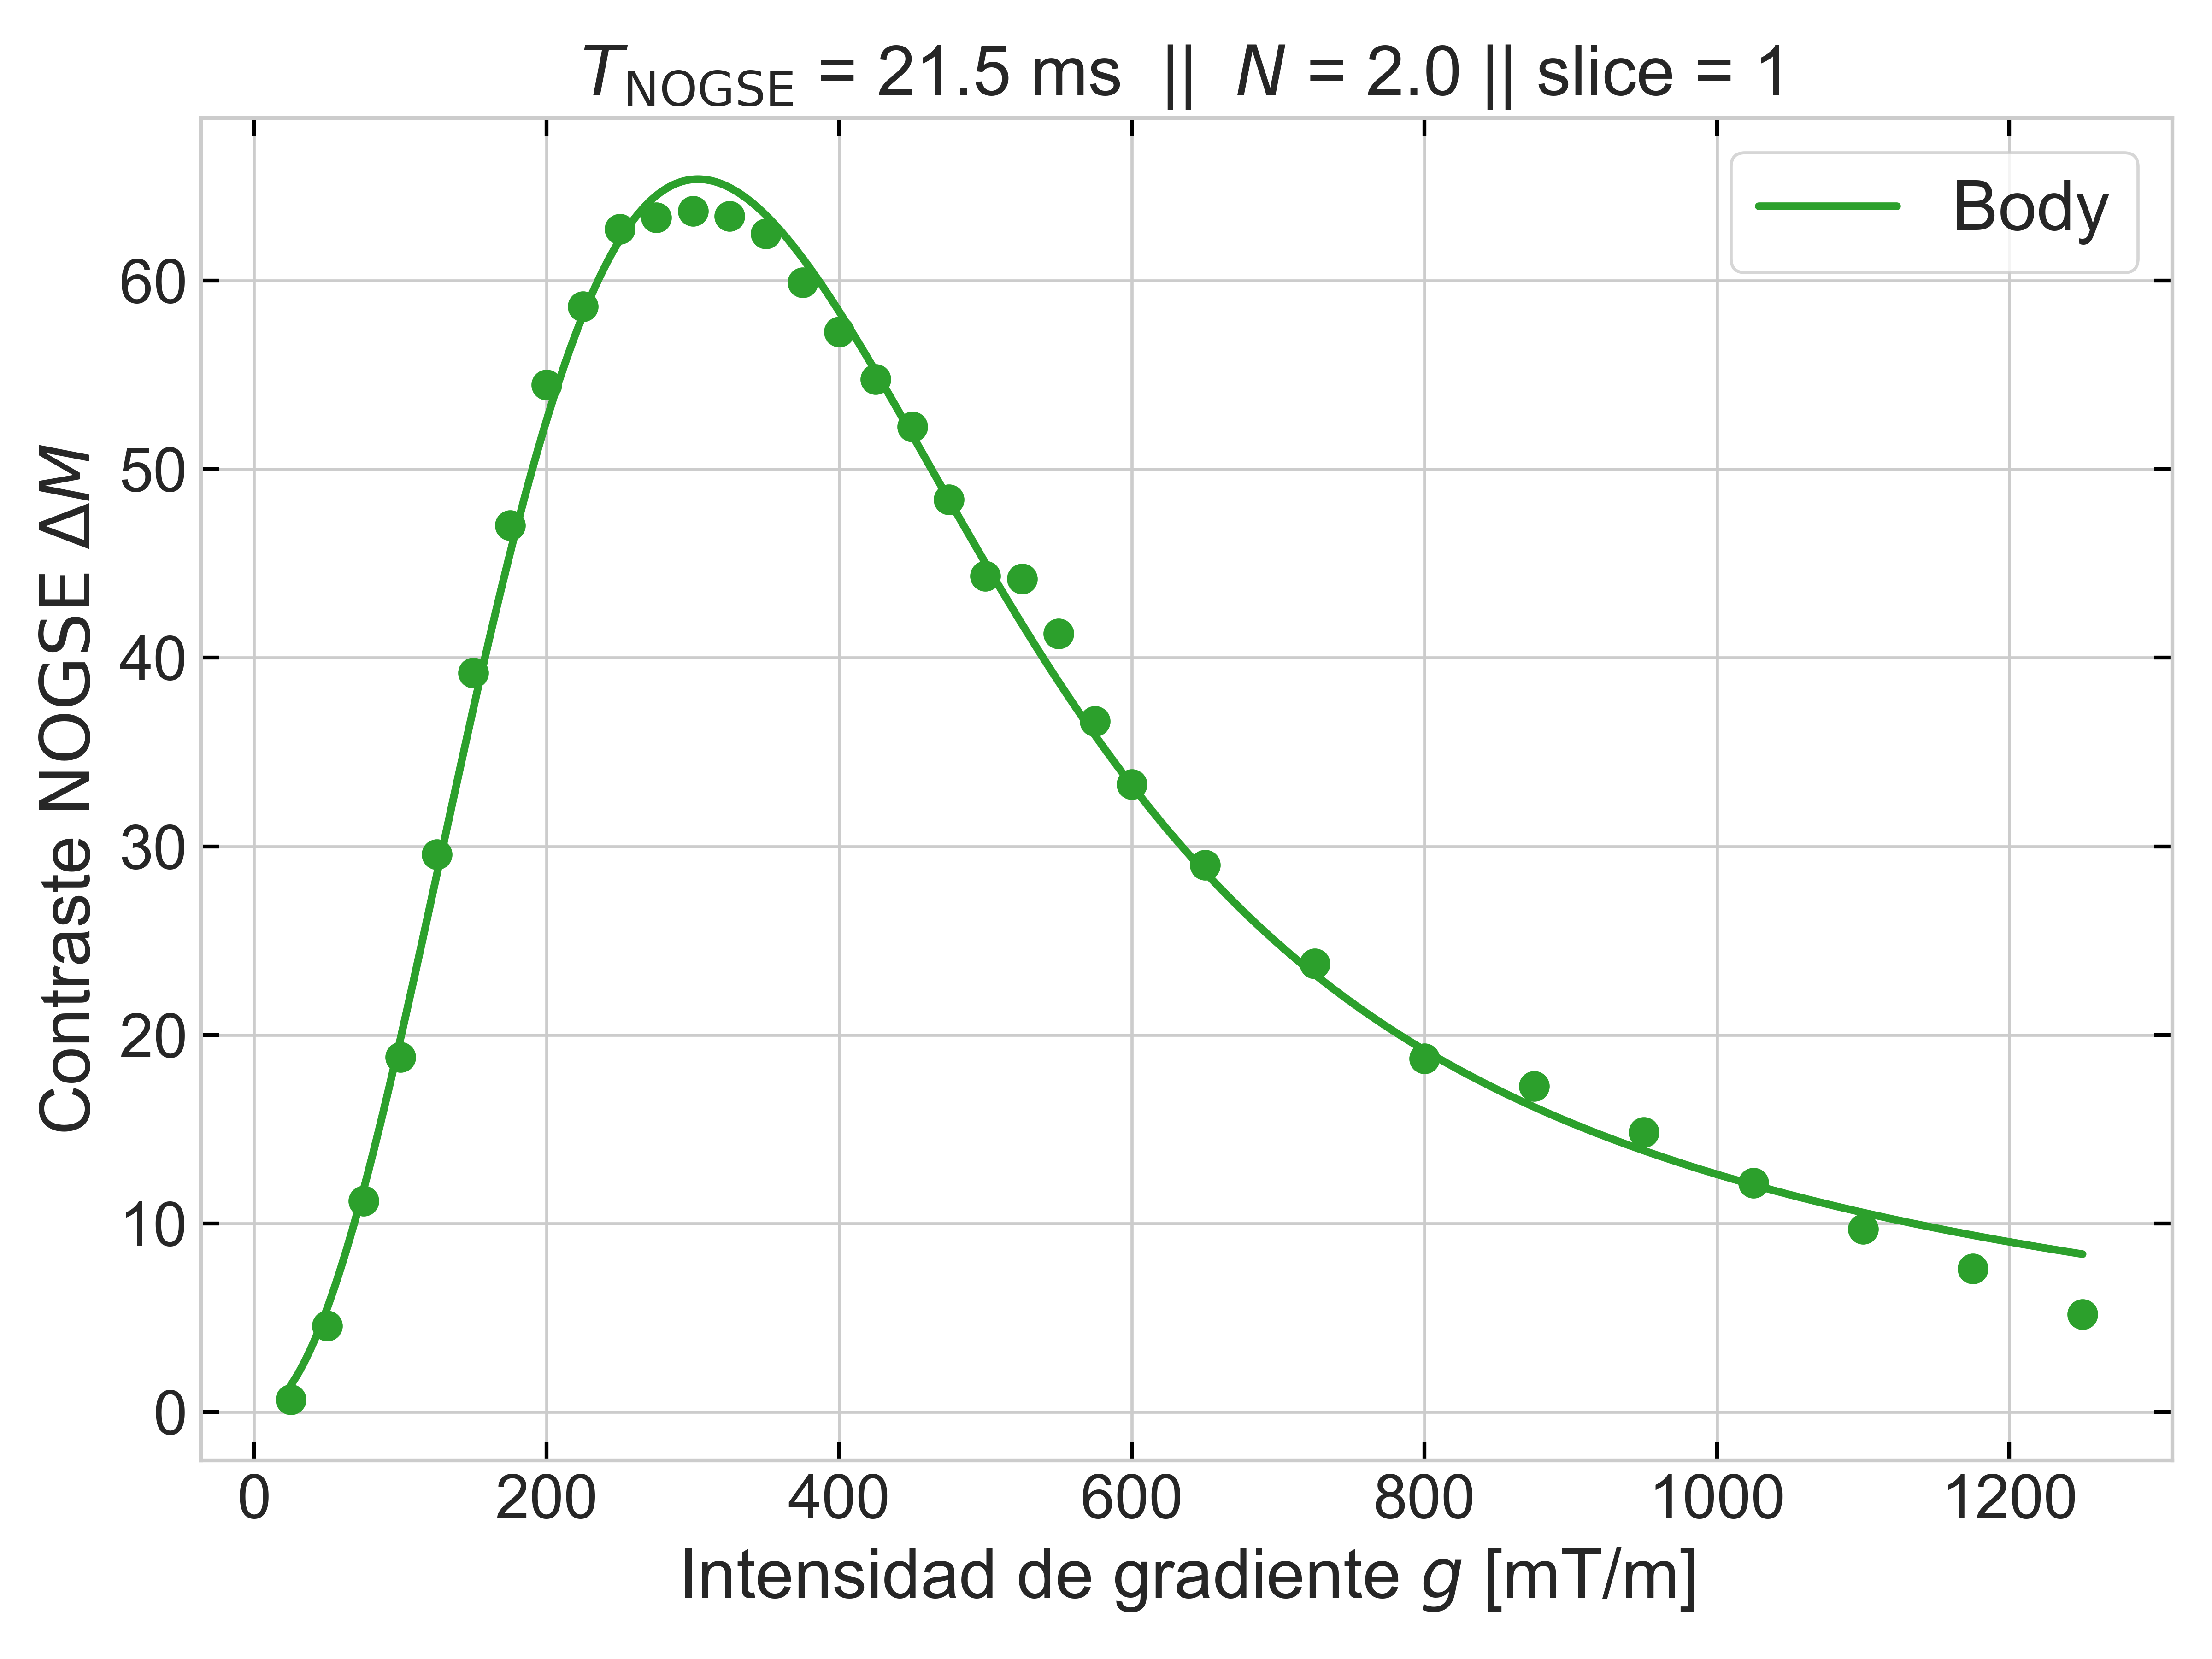 T_NOGSE = 21.5 ms || N = 2.0 || slice = 1
Body
Contraste NOGSE ΔM
60
50
40
30
20
10
0
0 200 400 600 800 1000 1200
Intensidad de gradiente g [mT/m]